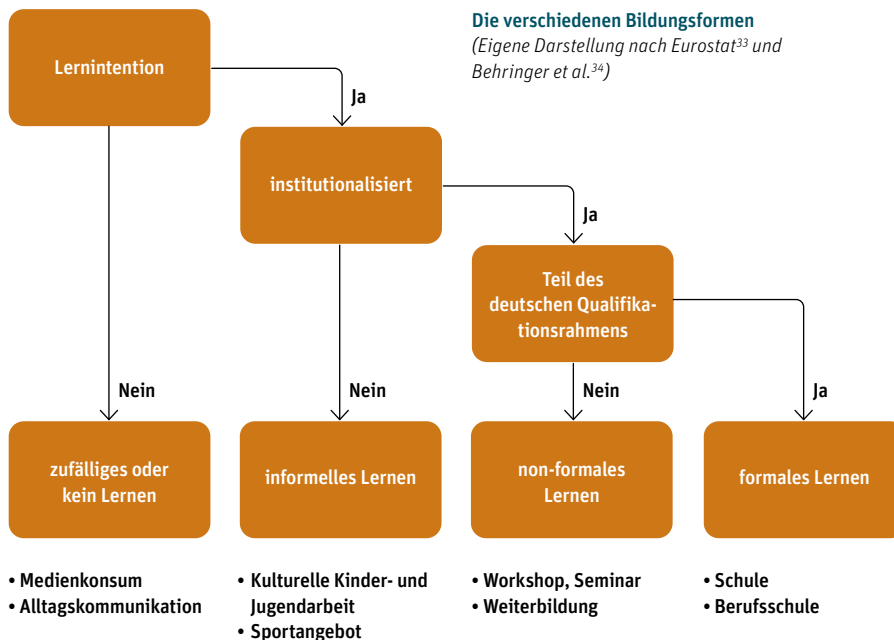 Die verschiedenen Bildungsformen
(Eigene Darstellung nach Eurostat³³ und
Behringer et al.³⁴)
Lernintention
Ja
institutionalisiert
Ja
Teil des
deutschen Qualifika-
tionsrahmens
Nein
Nein
Nein
Ja
zufälliges oder
kein Lernen
informelles Lernen
non-formales
Lernen
formales Lernen
• Medienkonsum
• Alltagskommunikation
• Kulturelle Kinder- und
Jugendarbeit
• Sportangebot
• Workshop, Seminar
• Weiterbildung
• Schule
• Berufsschule